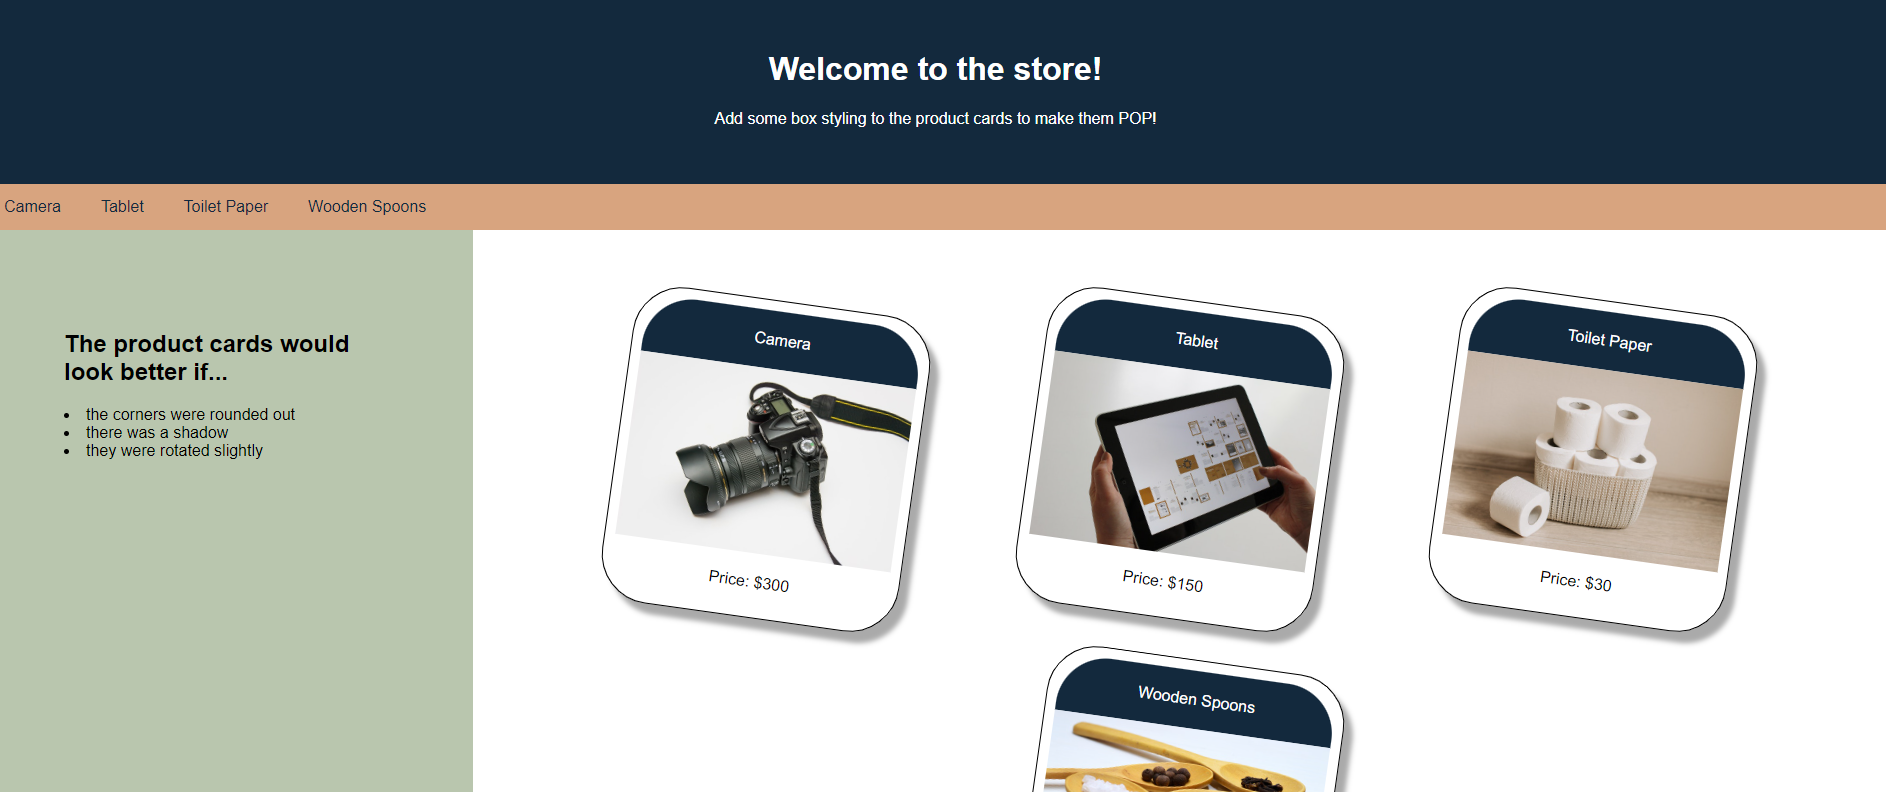 Welcome to the store!
Add some box styling to the product cards to make them POP!
Camera Tablet Toilet Paper Wooden Spoons
The product cards would
look better if...
the corners were rounded out
there was a shadow
they were rotated slightly
Camera
Price: $300
Tablet
Price: $150
Toilet Paper
Price: $30
Wooden Spoons